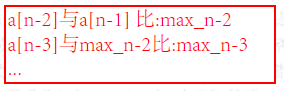 a[n-2]与a[n-1] 比:max_n-2
a[n-3]与max_n-2比:max_n-3
...